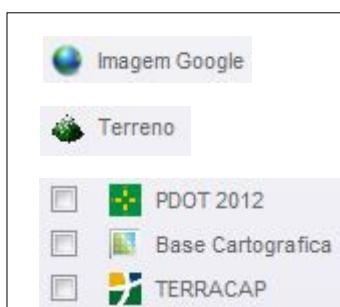 Imagem Google
Terreno
PDOT 2012
Base Cartografica
TERRACAP